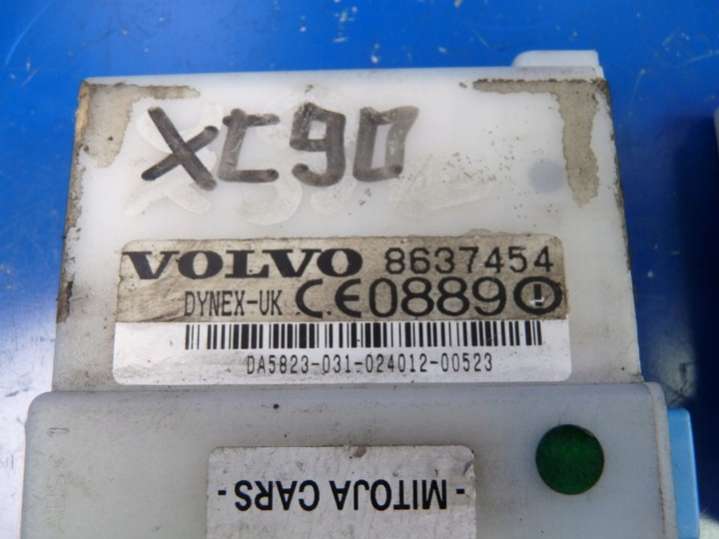 XC90
VOLVO 8637454
DYNEX-UK CE0889
DA5823-031-024012-00523
- MITOJA CARS -